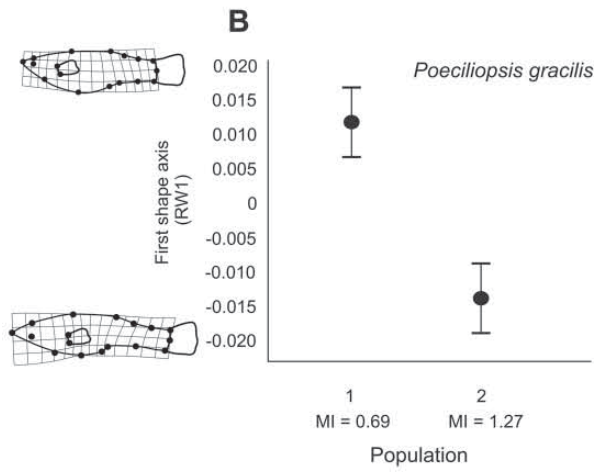 B
Poeciliopsis gracilis
First shape axis
(RW1)
0.020
0.015
0.010
0.005
0
-0.005
-0.010
-0.015
-0.020
1
2
MI = 0.69
MI = 1.27
Population